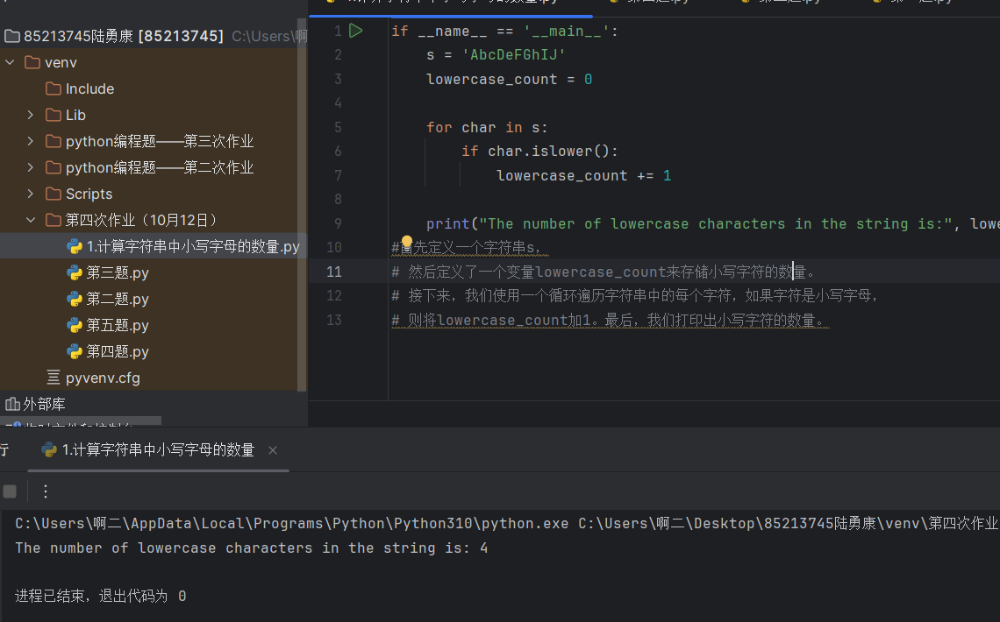 85213745陆勇康 [85213745] C:\Users\啊
venv
Include
Lib
python编程题——第三次作业
python编程题——第二次作业
Scripts
第四次作业（10月12日）
1.计算字符串中小写字母的数量.py
第三题.py
第二题.py
第五题.py
第四题.py
pyvenv.cfg
外部库
1 if __name__ == '__main__':
2 s = 'AbcDeFGhIJ'
3 lowercase_count = 0
4
5 for char in s:
6 if char.islower():
7 lowercase_count += 1
8
9 print("The number of lowercase characters in the string is:", lowe
10 #首先定义一个字符串s，
11 # 然后定义了一个变量lowercase_count来存储小写字符的数量。
12 # 接下来，我们使用一个循环遍历字符串中的每个字符，如果字符是小写字母，
13 # 则将lowercase_count加1。最后，我们打印出小写字符的数量。
行 1.计算字符串中小写字母的数量
C:\Users\啊二\AppData\Local\Programs\Python\Python310\python.exe C:\Users\啊二\Desktop\85213745陆勇康\venv\第四次作业
The number of lowercase characters in the string is: 4
进程已结束，退出代码为 0